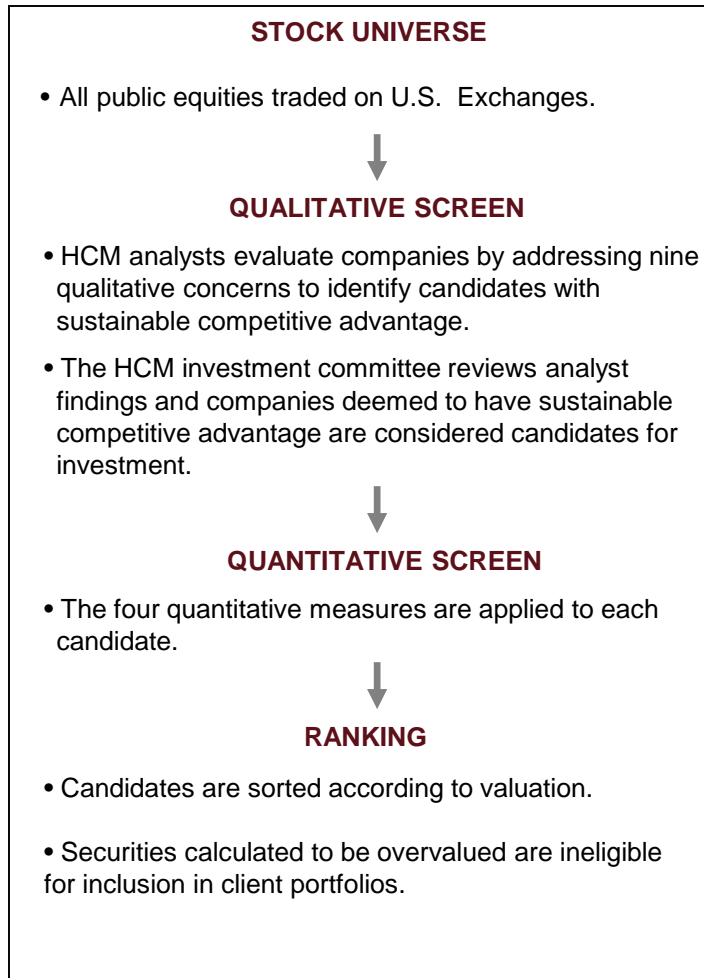 STOCK UNIVERSE
• All public equities traded on U.S. Exchanges.
QUALITATIVE SCREEN
• HCM analysts evaluate companies by addressing nine
qualitative concerns to identify candidates with
sustainable competitive advantage.
• The HCM investment committee reviews analyst
findings and companies deemed to have sustainable
competitive advantage are considered candidates for
investment.
QUANTITATIVE SCREEN
• The four quantitative measures are applied to each
candidate.
RANKING
• Candidates are sorted according to valuation.
• Securities calculated to be overvalued are ineligible
for inclusion in client portfolios.